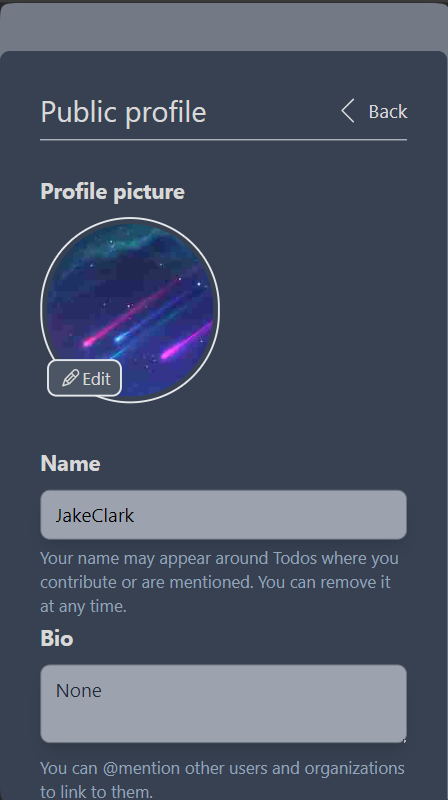 Public profile
Back
Profile picture
Edit
Name
JakeClark
Your name may appear around Todos where you
contribute or are mentioned. You can remove it
at any time.
Bio
None
You can @mention other users and organizations
to link to them.